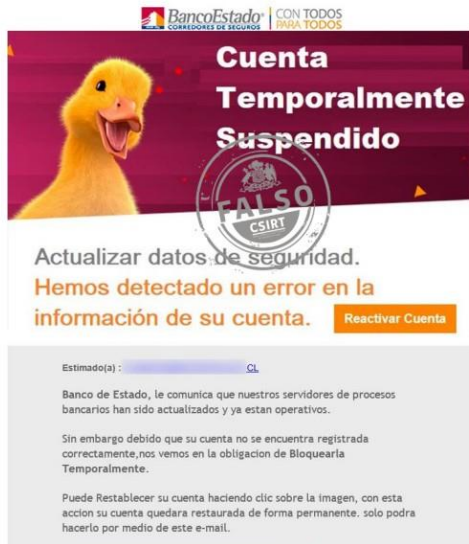 BancoEstado
CORREDORES DE SEGUROS
CON TODOS
PARA TODOS
Cuenta
Temporalmente
Suspendido
FALSO
CSIRT
Actualizar datos de seguridad.
Hemos detectado un error en la
información de su cuenta.
Reactivar Cuenta
Estimado(a) :
CL
Banco de Estado, le comunica que nuestros servidores de procesos
bancarios han sido actualizados y ya estan operativos.
Sin embargo debido que su cuenta no se encuentra registrada
correctamente,nos vemos en la obligacion de Bloquearla
Temporalmente.
Puede Restablecer su cuenta haciendo clic sobre la imagen, con esta
accion su cuenta quedara restaurada de forma permanente. solo podra
hacerlo por medio de este e-mail.